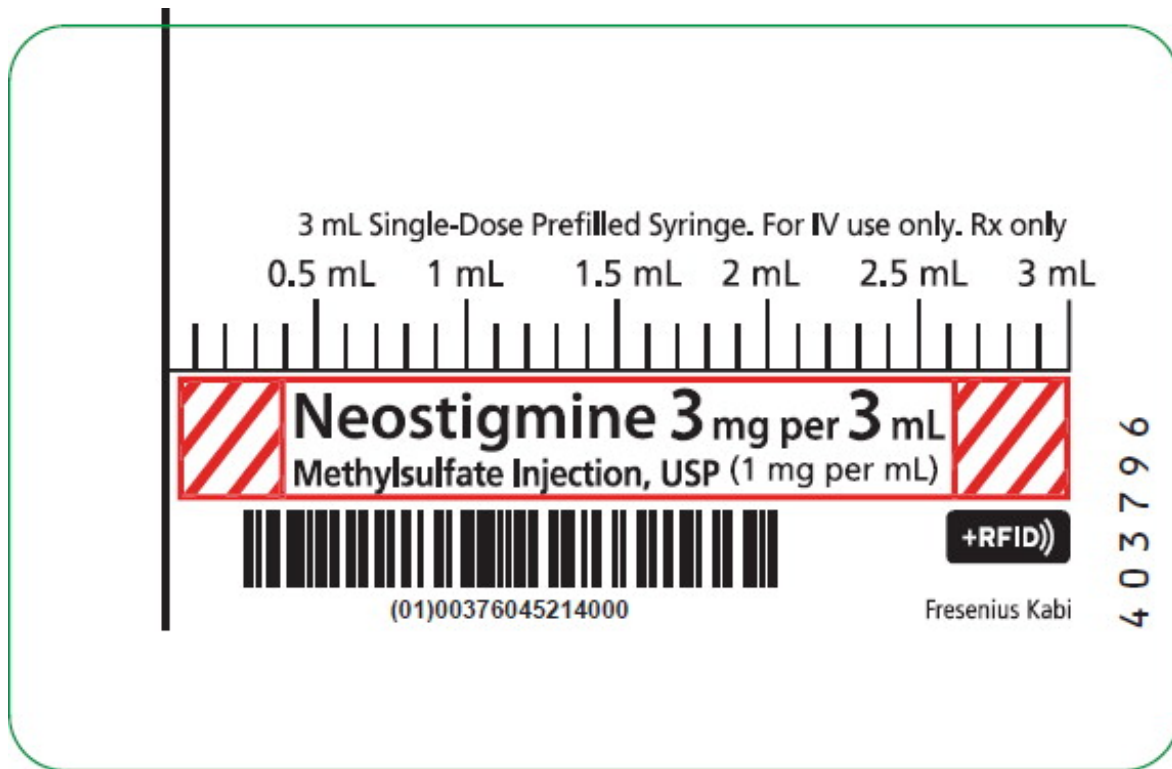 3 mL Single-Dose Prefilled Syringe. For IV use only. Rx only
0.5 mL 1 mL 1.5 mL 2 mL 2.5 mL 3 mL
Neostigmine 3 mg per 3 mL
Methylsulfate Injection, USP (1 mg per mL)
+RFID
(01)00376045214000
Fresenius Kabi
403796